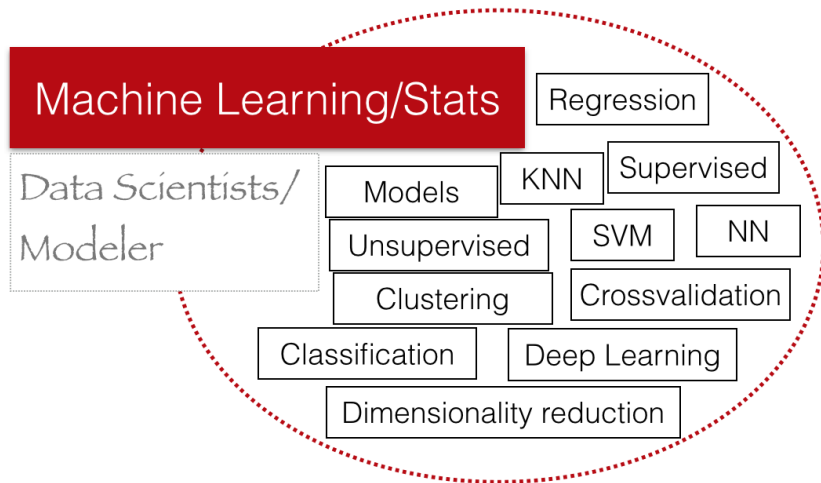 Machine Learning/Stats
Regression
Data Scientists/
Modeler
Models
KNN
Supervised
Unsupervised
SVM
NN
Clustering
Crossvalidation
Classification
Deep Learning
Dimensionality reduction